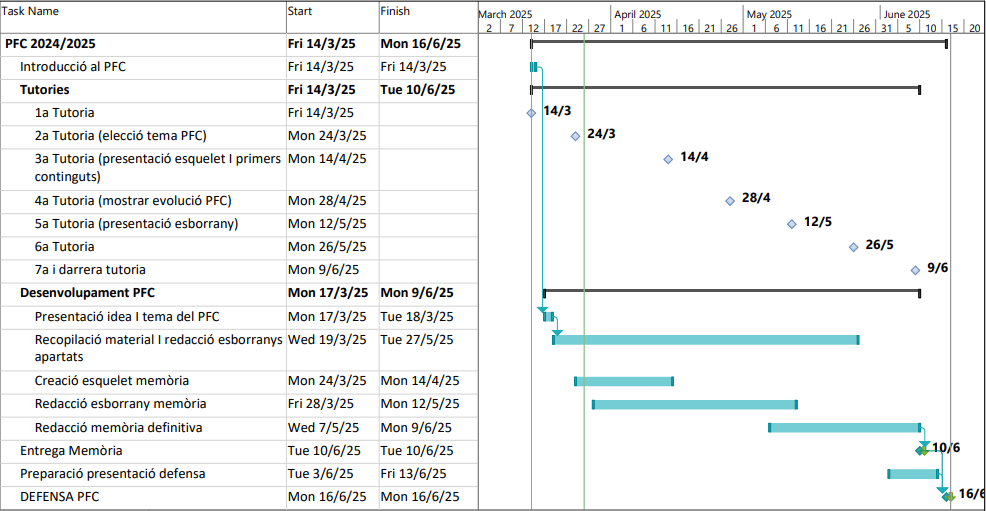 Task Name Start Finish March 2025 April 2025 May 2025 June 2025
2 7 12 17 22 27 1 6 11 16 21 26 1 6 11 16 21 26 31 5 10 15 20
PFC 2024/2025 Fri 14/3/25 Mon 16/6/25
Introducció al PFC Fri 14/3/25 Fri 14/3/25
Tutories Fri 14/3/25 Tue 10/6/25
1a Tutoria Fri 14/3/25 14/3
2a Tutoria (elecció tema PFC) Mon 24/3/25 24/3
3a Tutoria (presentació esquelet I primers Mon 14/4/25 14/4
continguts)
4a Tutoria (mostrar evolució PFC) Mon 28/4/25 28/4
5a Tutoria (presentació esborrany) Mon 12/5/25 12/5
6a Tutoria Mon 26/5/25 26/5
7a i darrera tutoria Mon 9/6/25 9/6
Desenvolupament PFC Mon 17/3/25 Mon 9/6/25
Presentació idea I tema del PFC Mon 17/3/25 Tue 18/3/25
Recopilació material I redacció esborranys Wed 19/3/25 Tue 27/5/25
apartats
Creació esquelet memòria Mon 24/3/25 Mon 14/4/25
Redacció esborrany memòria Fri 28/3/25 Mon 12/5/25
Redacció memòria definitiva Wed 7/5/25 Mon 9/6/25
Entrega Memòria Tue 10/6/25 Tue 10/6/25 10/6
Preparació presentació defensa Tue 3/6/25 Fri 13/6/25
DEFENSA PFC Mon 16/6/25 Mon 16/6/25 16/6